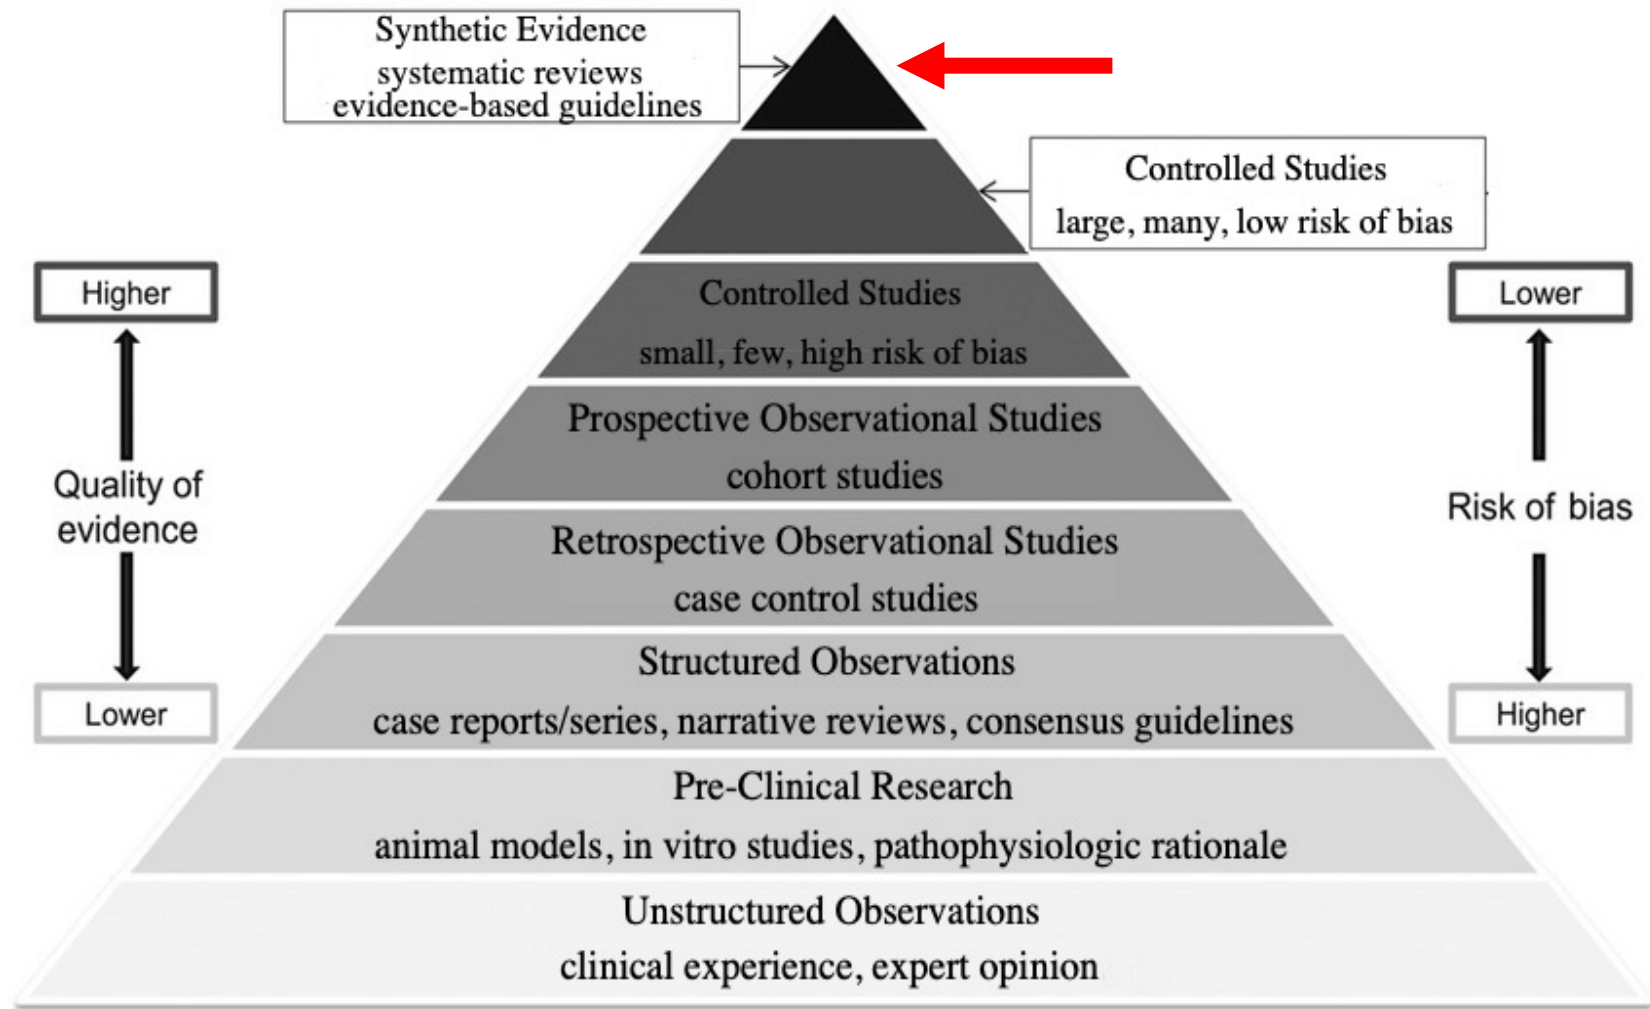 Synthetic Evidence
systematic reviews
evidence-based guidelines
Controlled Studies
large, many, low risk of bias
Higher
Lower
Controlled Studies
small, few, high risk of bias
Prospective Observational Studies
cohort studies
Quality of
evidence
Risk of bias
Retrospective Observational Studies
case control studies
Structured Observations
case reports/series, narrative reviews, consensus guidelines
Lower
Higher
Pre-Clinical Research
animal models, in vitro studies, pathophysiologic rationale
Unstructured Observations
clinical experience, expert opinion